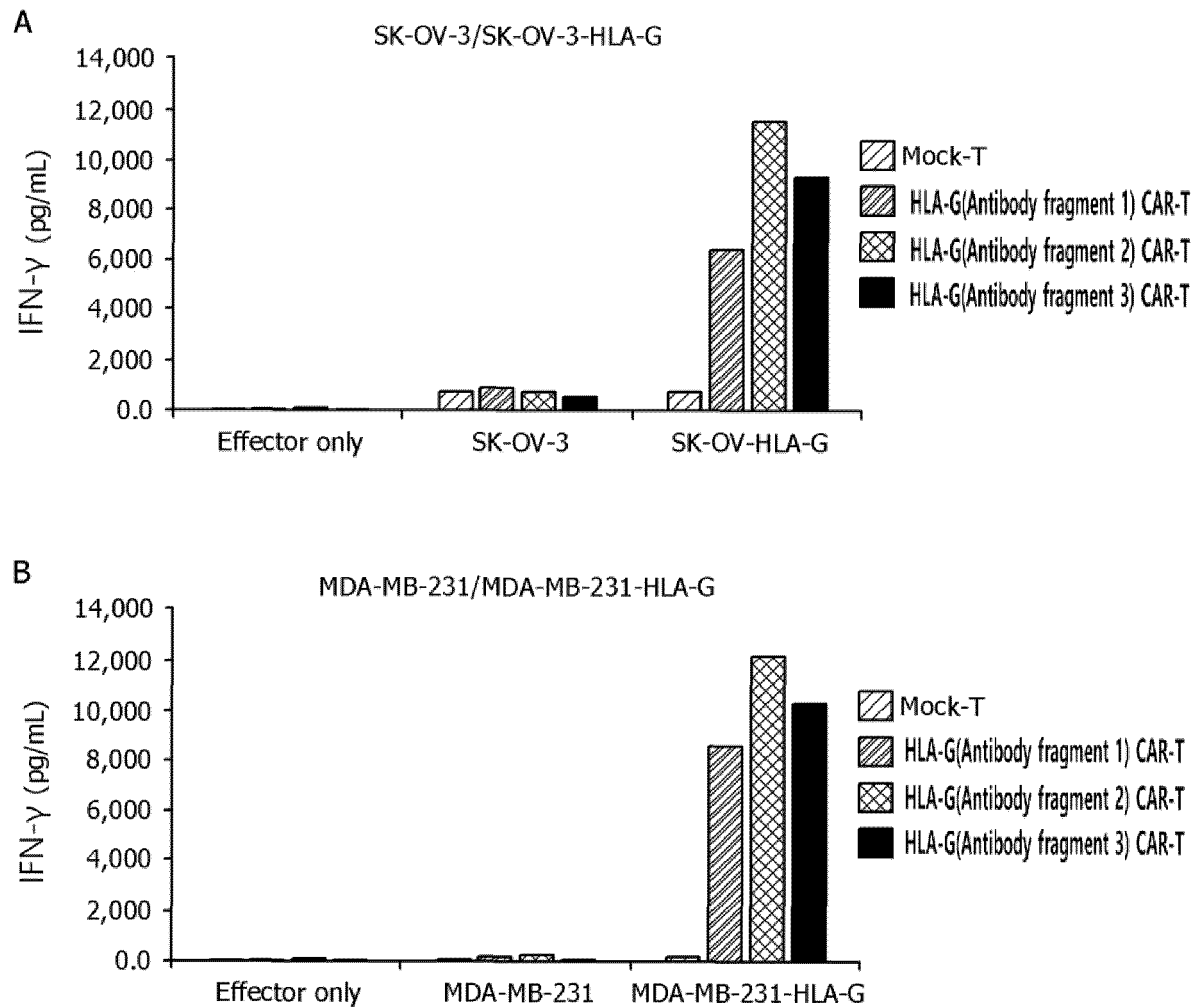 A
SK-OV-3/SK-OV-3-HLA-G
14,000
12,000
10,000
8,000
6,000
4,000
2,000
0.0
IFN-γ (pg/mL)
Effector only
SK-OV-3
SK-OV-HLA-G
Mock-T
HLA-G(Antibody fragment 1) CAR-T
HLA-G(Antibody fragment 2) CAR-T
HLA-G(Antibody fragment 3) CAR-T
B
MDA-MB-231/MDA-MB-231-HLA-G
14,000
12,000
10,000
8,000
6,000
4,000
2,000
0.0
IFN-γ (pg/mL)
Effector only
MDA-MB-231
MDA-MB-231-HLA-G
Mock-T
HLA-G(Antibody fragment 1) CAR-T
HLA-G(Antibody fragment 2) CAR-T
HLA-G(Antibody fragment 3) CAR-T